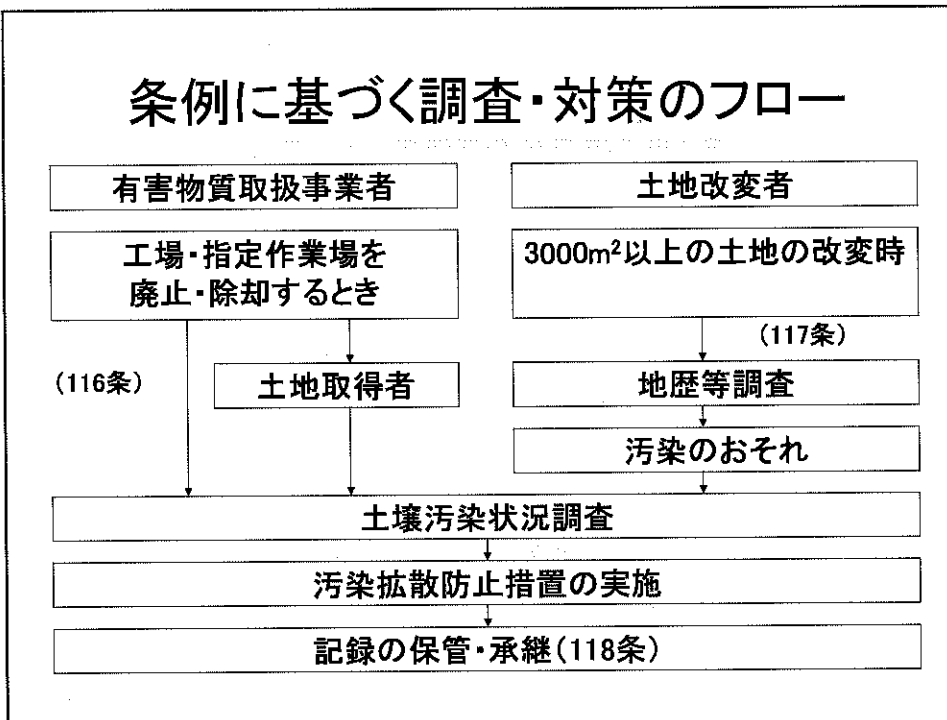 条例に基づく調査・対策のフロー
有害物質取扱事業者
土地改変者
工場・指定作業場を
廃止・除却するとき
3000m²以上の土地の改変時
(117条)
(116条)
土地取得者
地歴等調査
汚染のおそれ
土壌汚染状況調査
汚染拡散防止措置の実施
記録の保管・承継(118条)